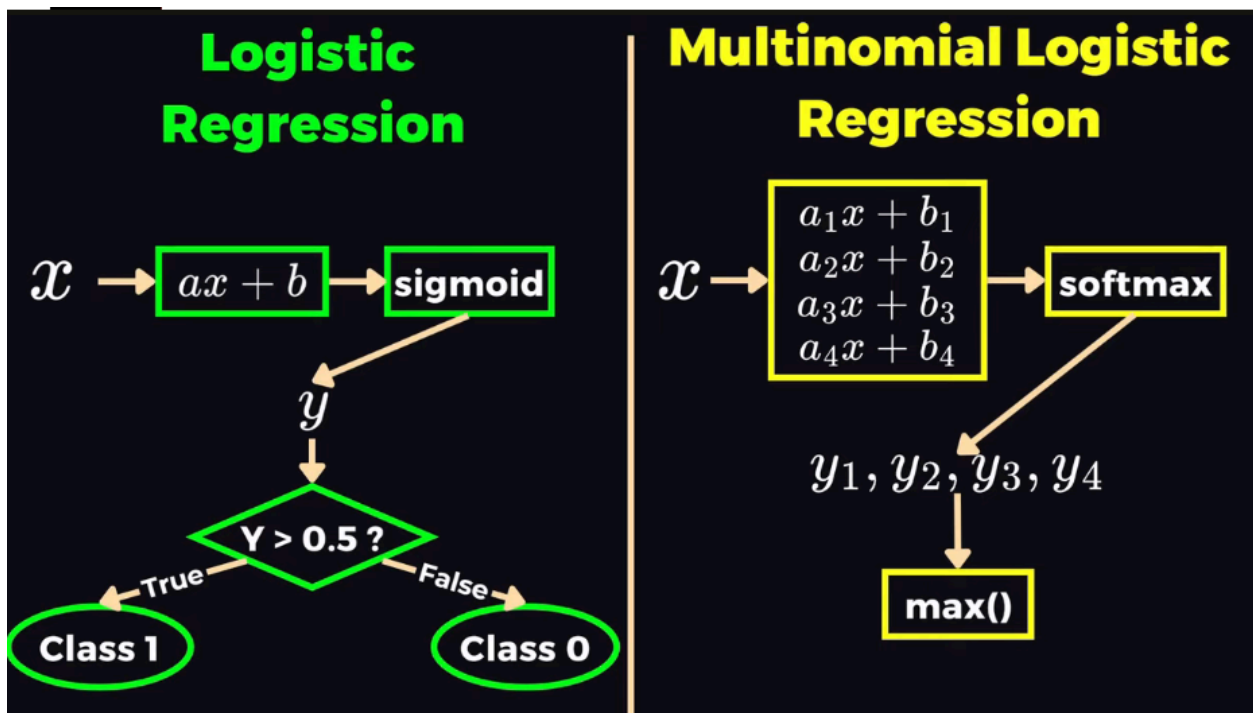 Logistic
Regression
x
ax + b
sigmoid
y
Y > 0.5 ?
True
False
Class 1
Class 0
Multinomial Logistic
Regression
x
a₁x + b₁
a₂x + b₂
a₃x + b₃
a₄x + b₄
softmax
y₁, y₂, y₃, y₄
max()